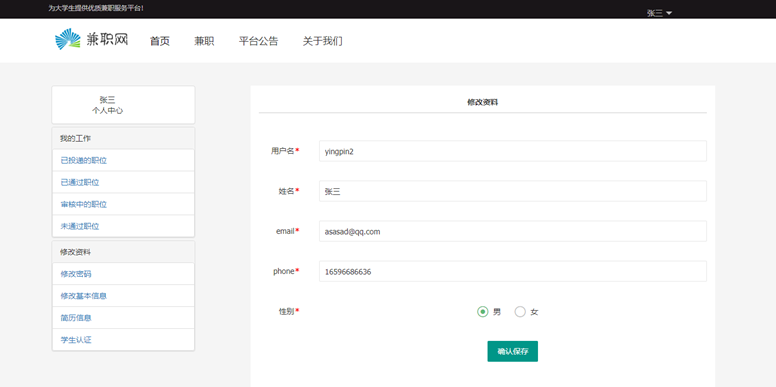 为大学生提供优质兼职服务平台!
张三
兼职网 首页 兼职 平台公告 关于我们
张三
个人中心
我的工作
已投递的职位
已通过职位
审核中的职位
未通过职位
修改资料
修改密码
修改基本信息
简历信息
学生认证
修改资料
用户名* yingpin2
姓名* 张三
email* asasad@qq.com
phone* 16596686636
性别* 男 女
确认保存